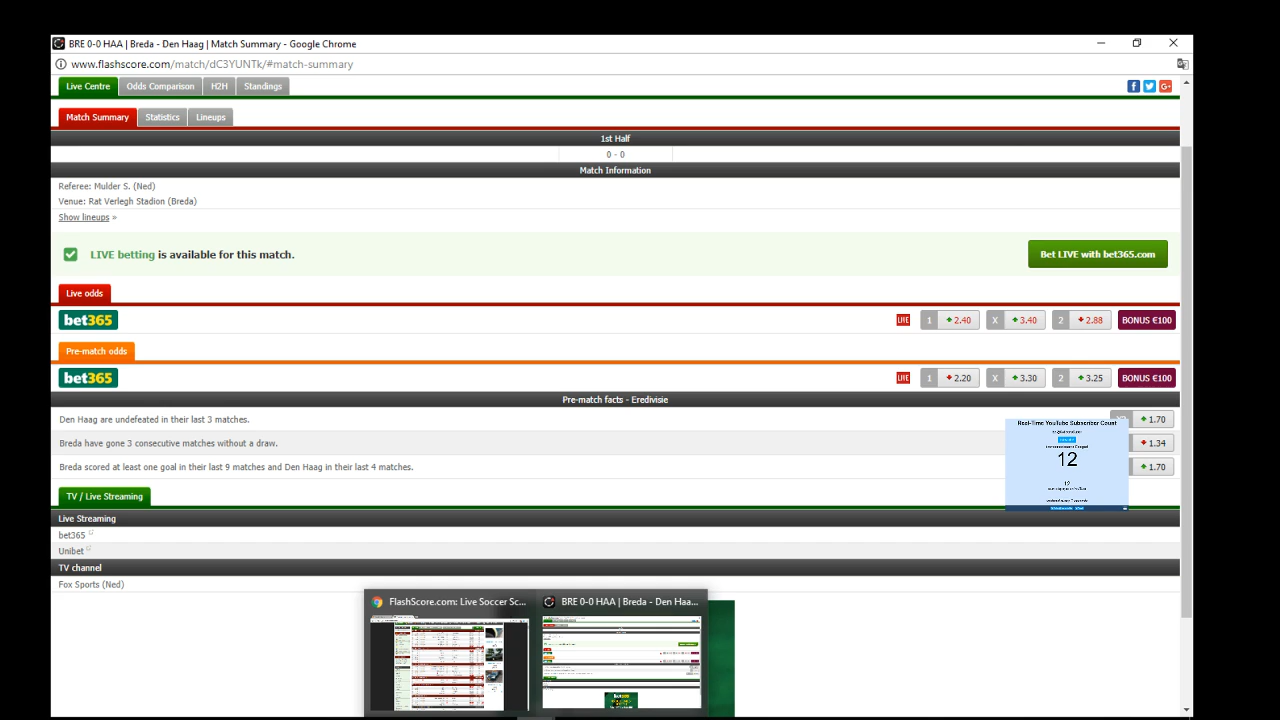 BRE 0-0 HAA | Breda - Den Haag | Match Summary - Google Chrome
www.flashscore.com/match/dC3YUNTk/#match-summary
Live Centre Odds Comparison H2H Standings
Match Summary Statistics Lineups
1st Half
0 - 0
Match Information
Referee: Mulder S. (Ned)
Venue: Rat Verlegh Stadion (Breda)
Show lineups »
LIVE betting is available for this match. Bet LIVE with bet365.com
Live odds
bet365 LIVE 1 2.40 X 3.40 2 2.88 BONUS €100
Pre-match odds
bet365 LIVE 1 2.20 X 3.30 2 3.25 BONUS €100
Pre-match facts - Eredivisie
Den Haag are undefeated in their last 3 matches. 1.70
Real-Time YouTube Subscriber Count
Breda have gone 3 consecutive matches without a draw. 1.34
12
Breda scored at least one goal in their last 9 matches and Den Haag in their last 4 matches. 1.70
12
TV / Live Streaming
Live Streaming
bet365
Unibet
TV channel
Fox Sports (Ned)
FlashScore.com: Live Soccer Sc... BRE 0-0 HAA | Breda - Den Haa...